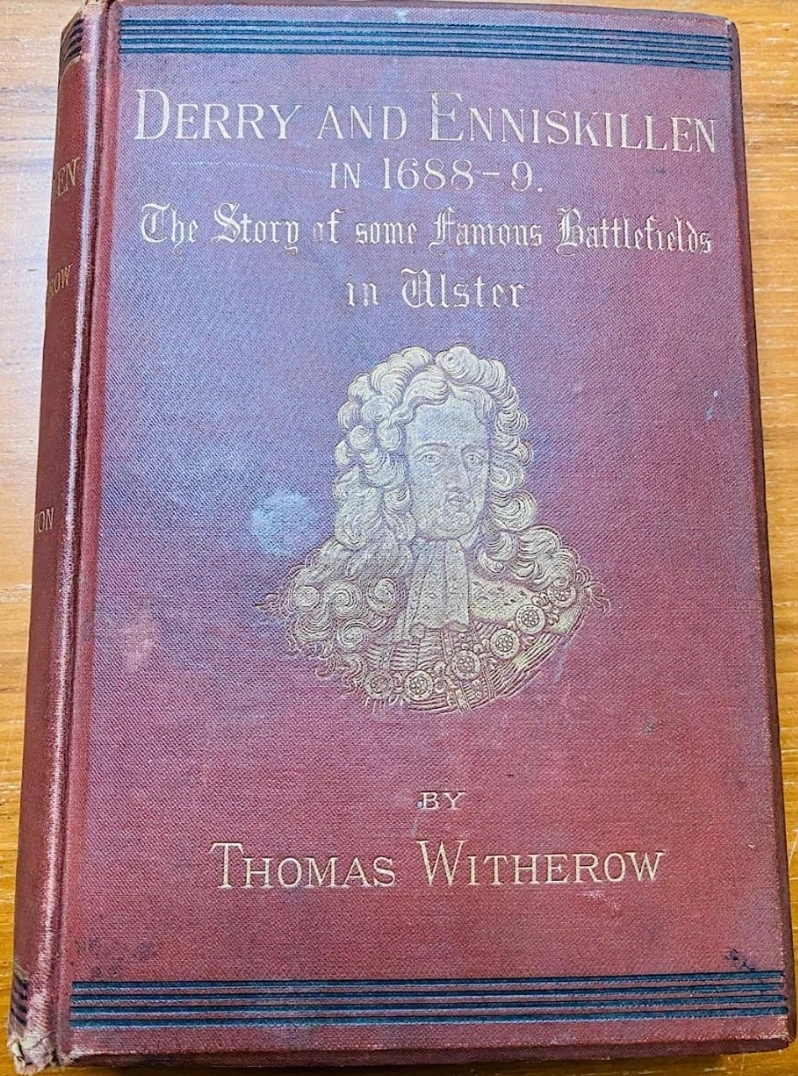 DERRY AND ENNISKILLEN
IN 1688-9.
The Story of some Famous Battlefields
in Ulster
BY
THOMAS WITHEROW